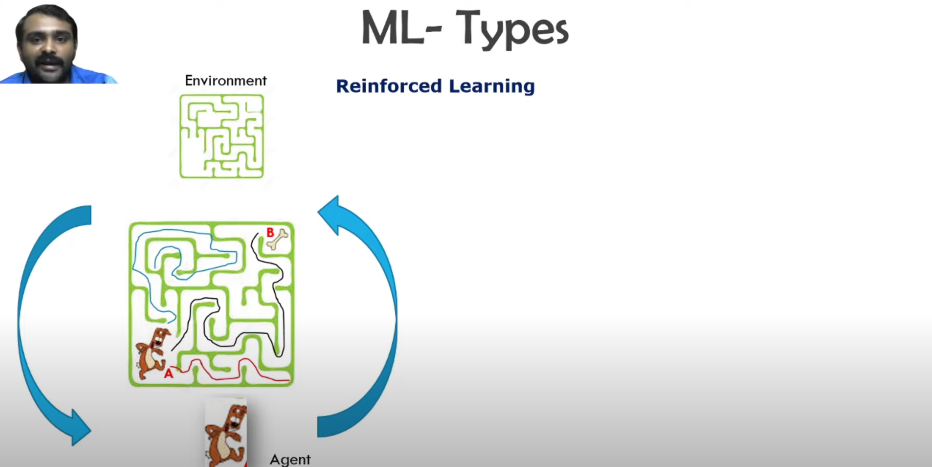 ML- Types
Environment
Reinforced Learning
B
A
Agent